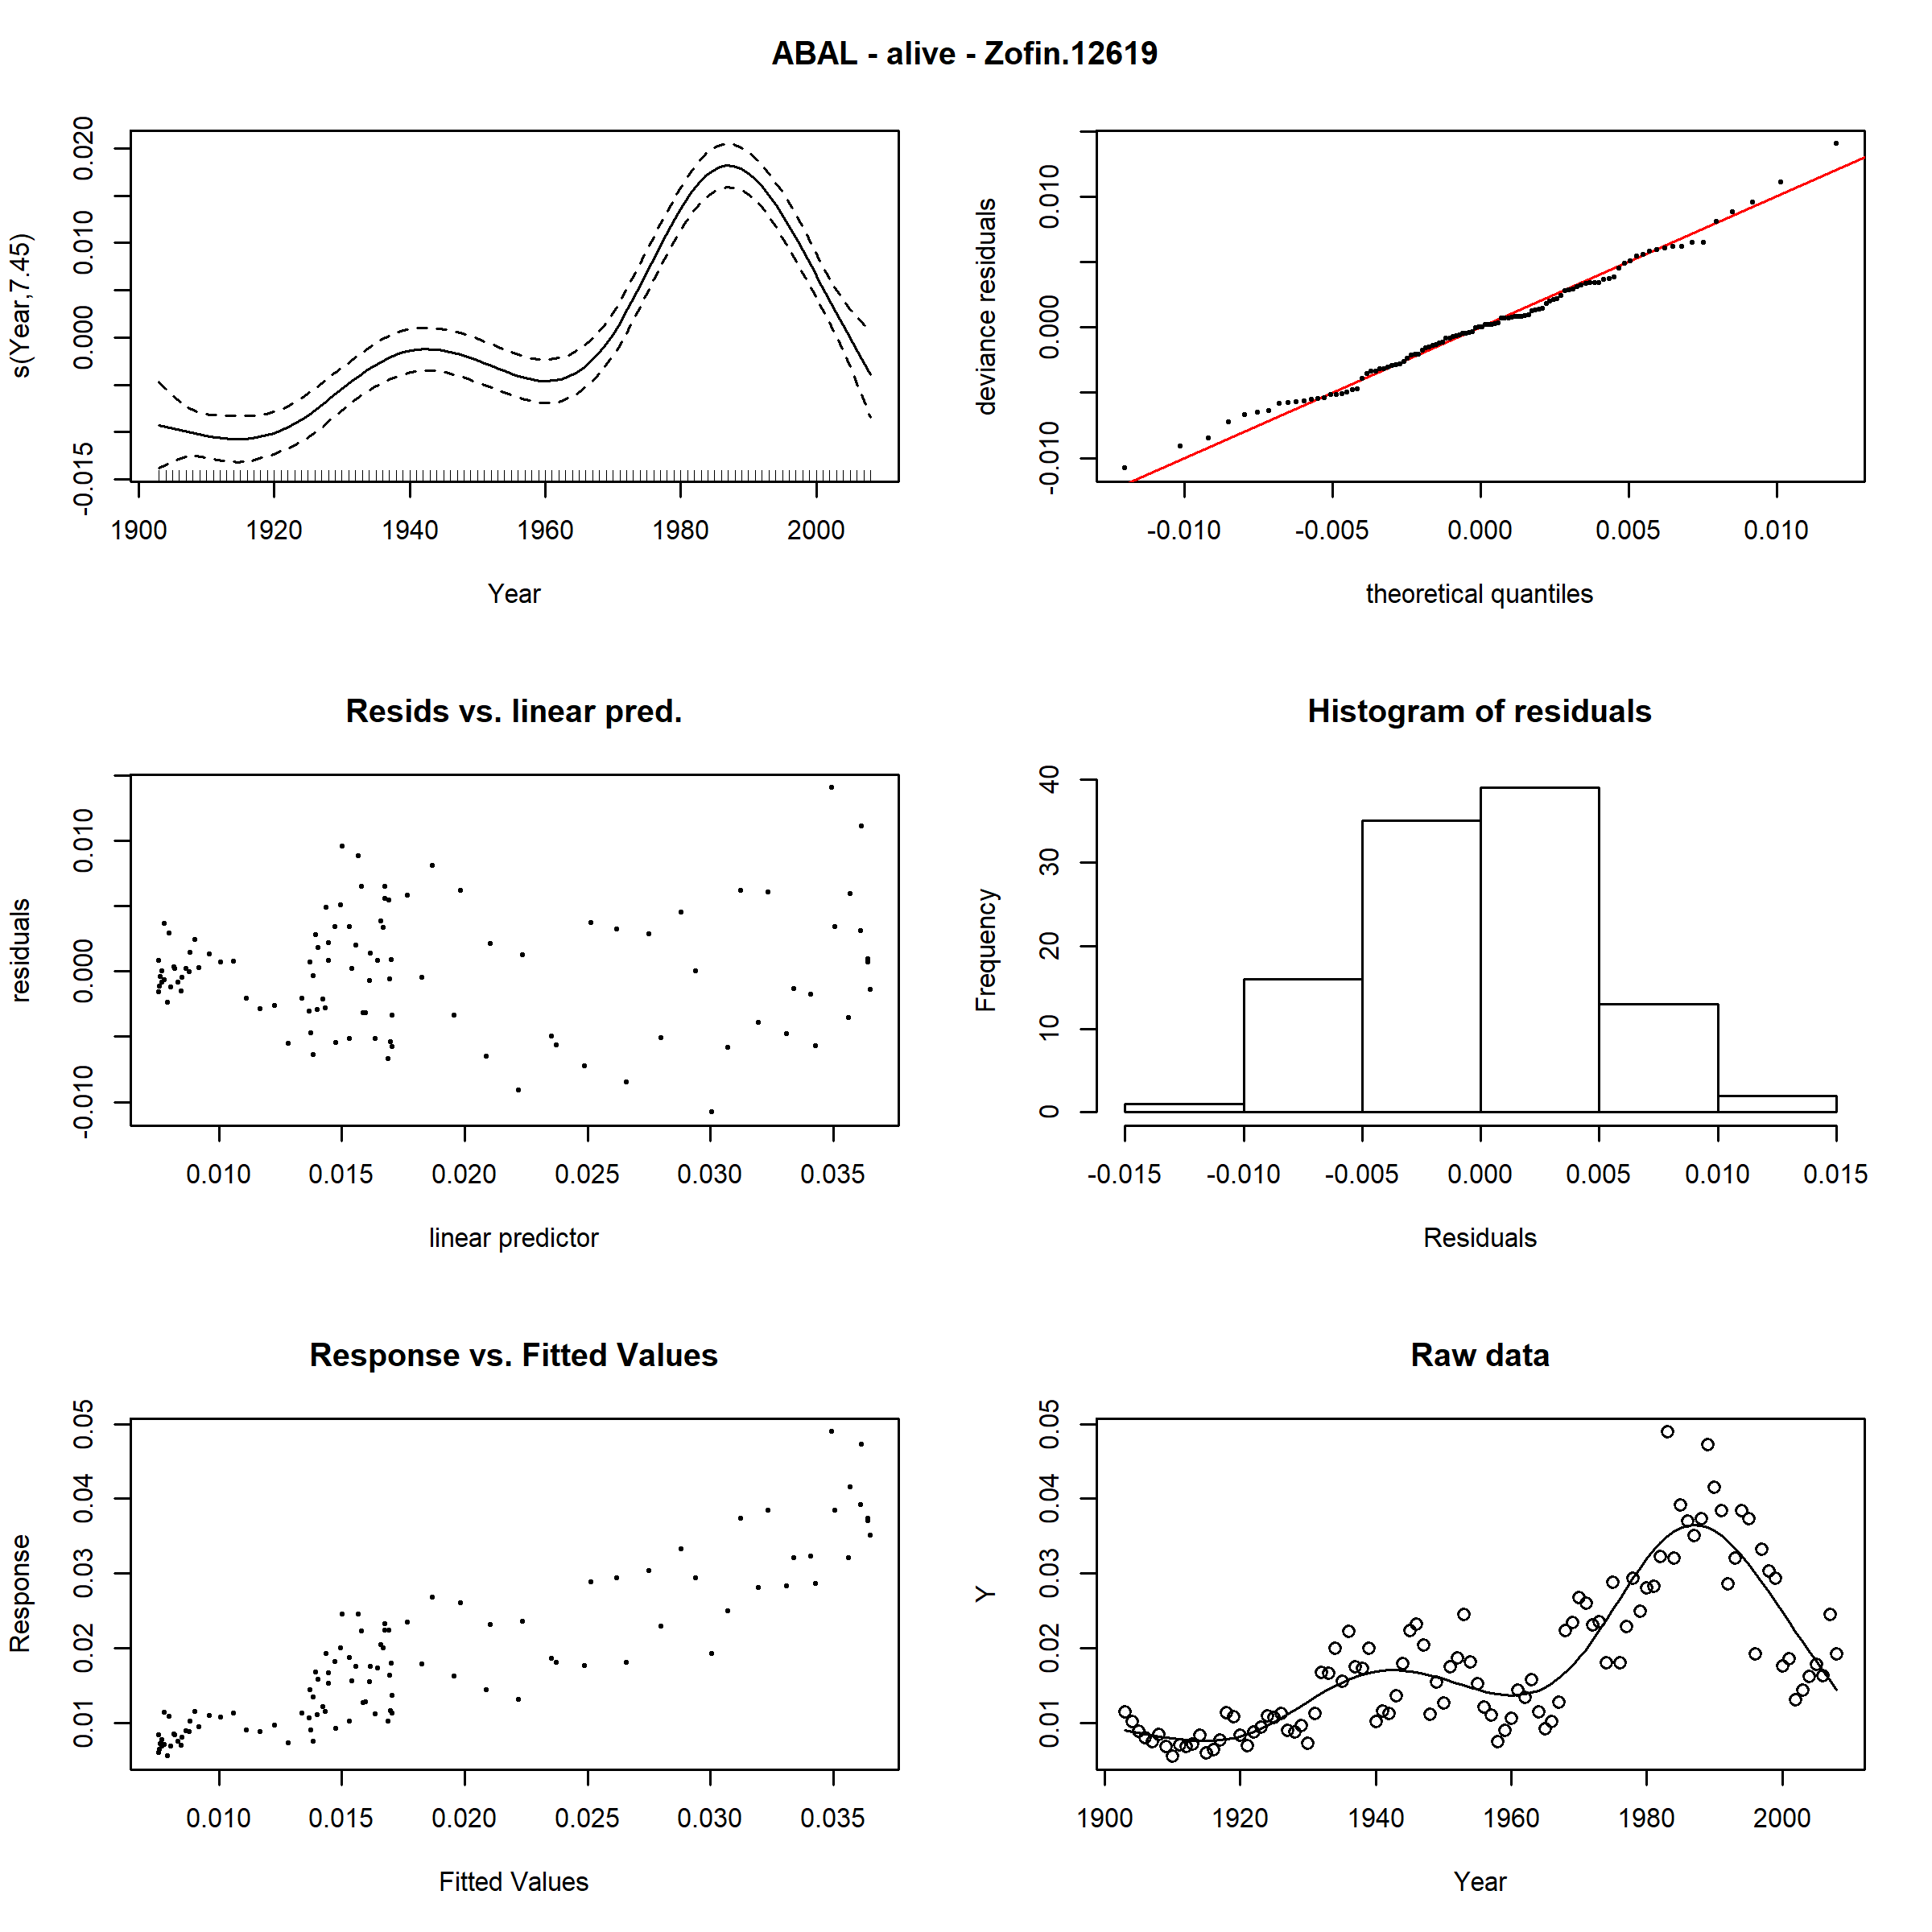 ABAL - alive - Zofin.12619
s(Year,7.45)
-0.015 0.000 0.010 0.020
1900 1920 1940 1960 1980 2000
Year
deviance residuals
-0.010 0.000 0.010
-0.010 -0.005 0.000 0.005 0.010
theoretical quantiles
Resids vs. linear pred.
residuals
-0.010 0.000 0.010
0.010 0.015 0.020 0.025 0.030 0.035
linear predictor
Histogram of residuals
Frequency
0 10 20 30 40
-0.015 -0.010 -0.005 0.000 0.005 0.010 0.015
Residuals
Response vs. Fitted Values
Response
0.01 0.02 0.03 0.04 0.05
0.010 0.015 0.020 0.025 0.030 0.035
Fitted Values
Raw data
Y
0.01 0.02 0.03 0.04 0.05
1900 1920 1940 1960 1980 2000
Year